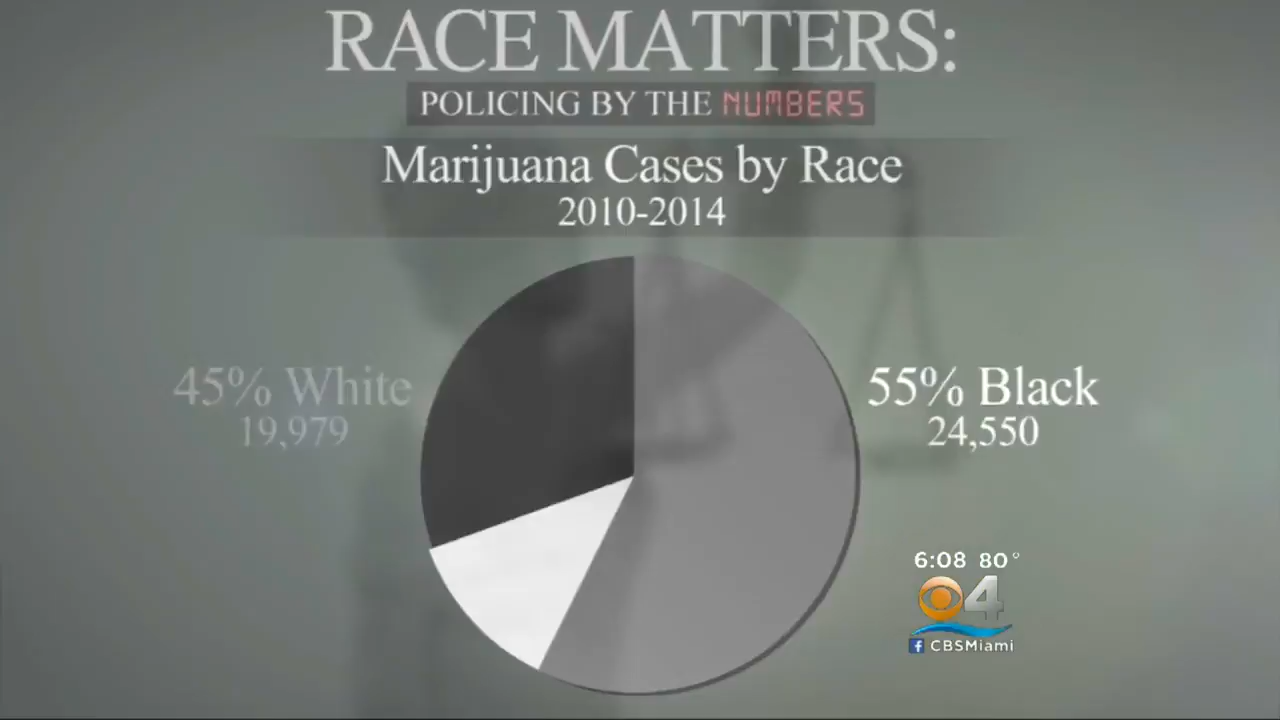 RACE MATTERS:
POLICING BY THE NUMBERS
Marijuana Cases by Race
2010-2014
45% White
19,979
55% Black
24,550
6:08 80°
4
f CBSMiami